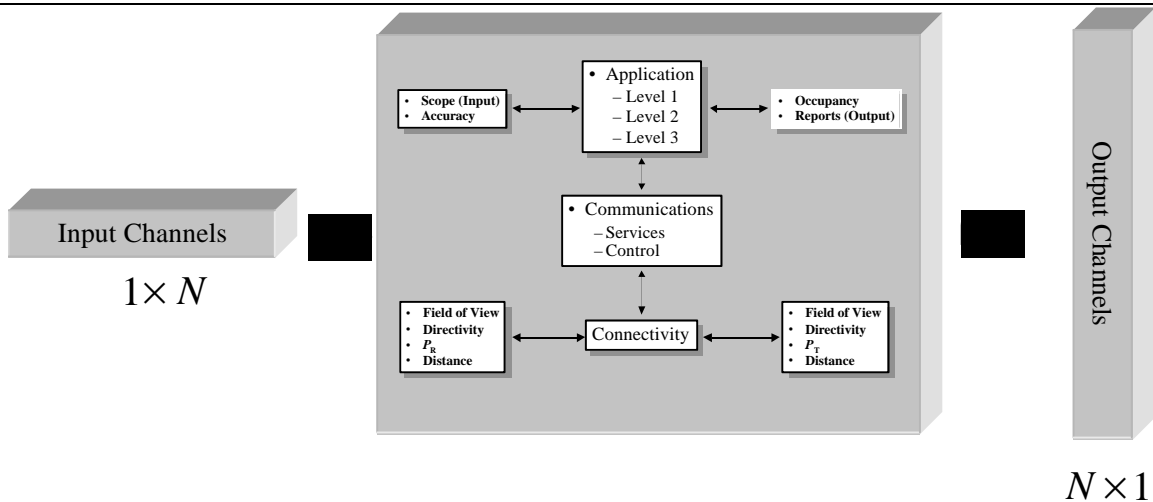 • Application
– Level 1
– Level 2
– Level 3
• Scope (Input)
• Accuracy
• Occupancy
• Reports (Output)
Input Channels
1 × N
• Communications
– Services
– Control
Output Channels
• Field of View
• Directivity
• P_R
• Distance
Connectivity
• Field of View
• Directivity
• P_T
• Distance
N × 1